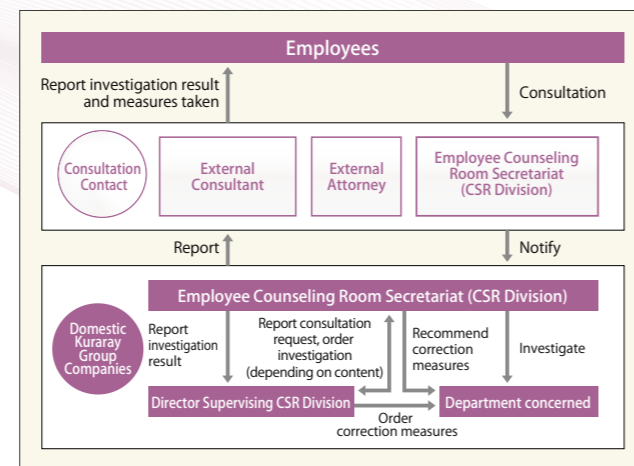 Employees
Report investigation result
and measures taken
Consultation
Consultation
Contact
External
Consultant
External
Attorney
Employee Counseling
Room Secretariat
(CSR Division)
Report
Notify
Employee Counseling Room Secretariat (CSR Division)
Domestic
Kuraray
Group
Companies
Report
investigation
result
Report consultation
request, order
investigation
(depending on content)
Recommend
correction
measures
Investigate
Director Supervising CSR Division
Department concerned
Order
correction measures